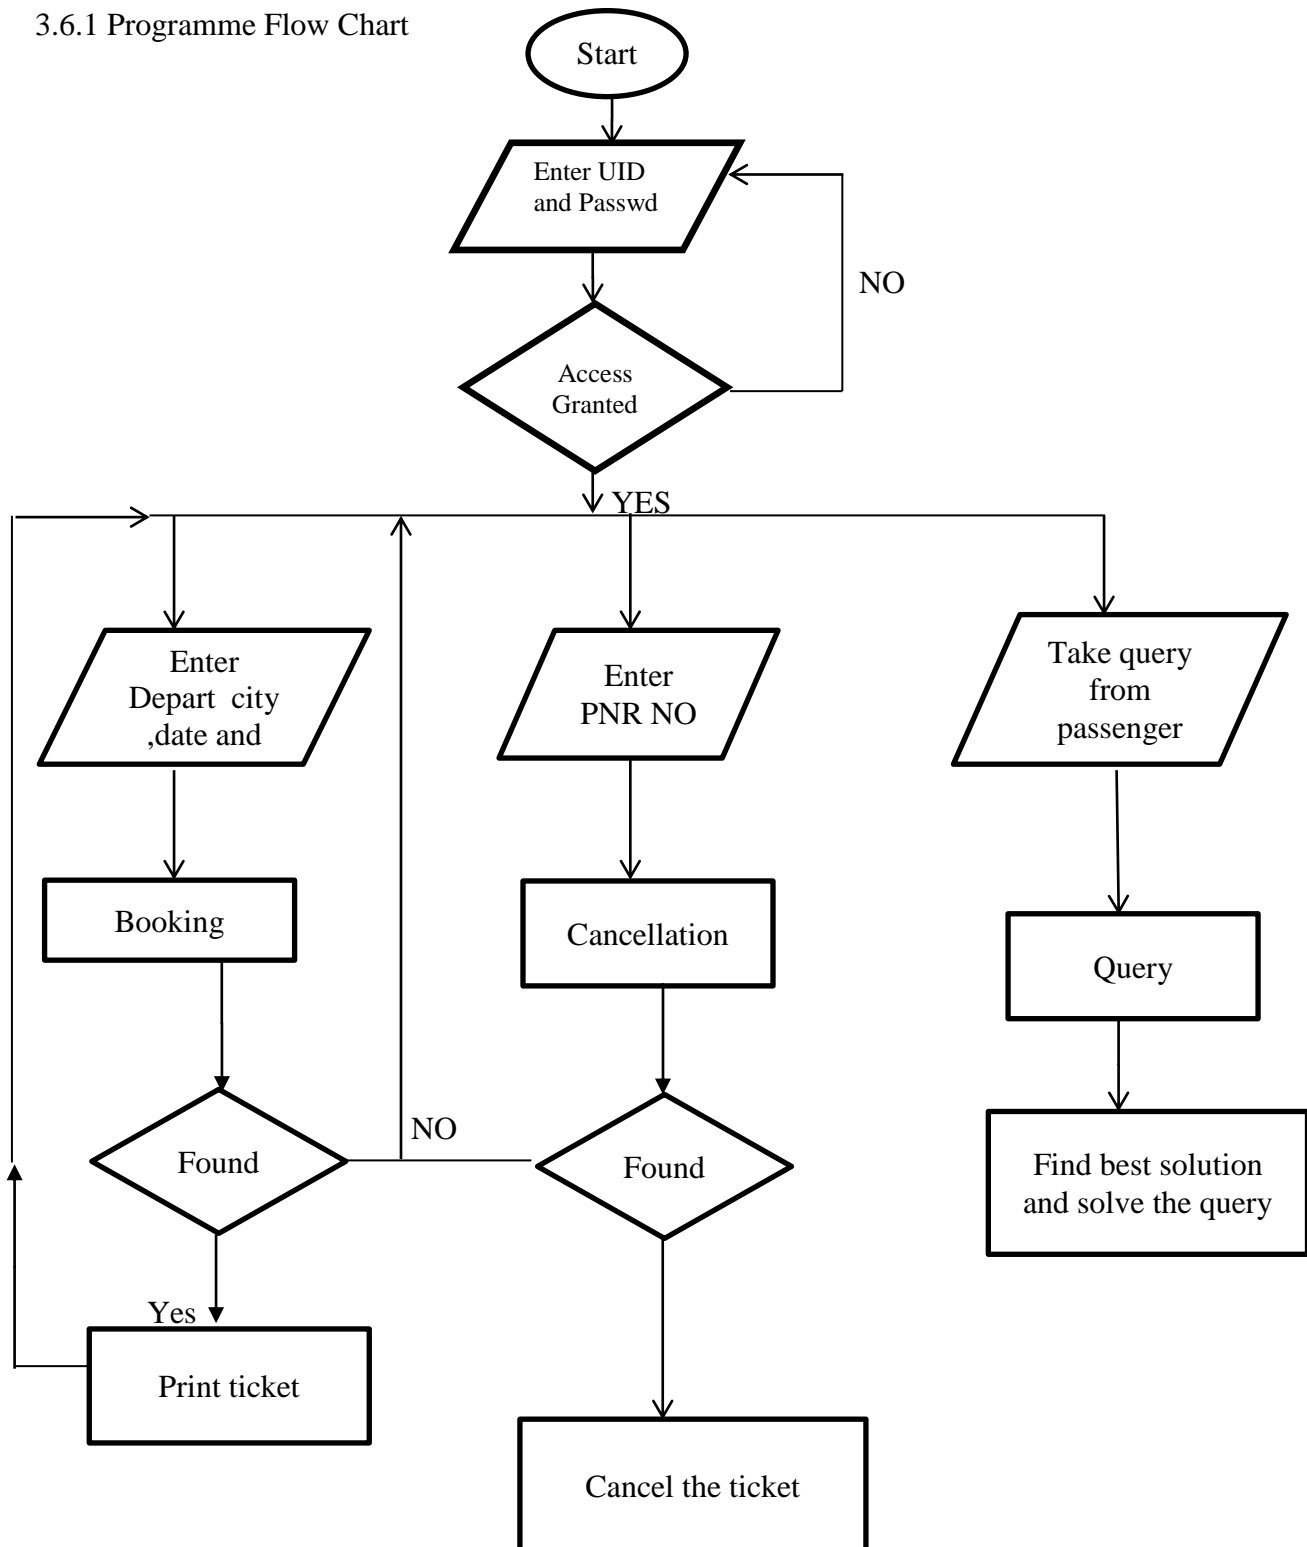 3.6.1 Programme Flow Chart
Start
Enter UID
and Passwd
NO
Access
Granted
YES
Enter
Depart city
,date and
Enter
PNR NO
Take query
from
passenger
Booking
Cancellation
Query
Found
NO
Found
Find best solution
and solve the query
Yes
Print ticket
Cancel the ticket